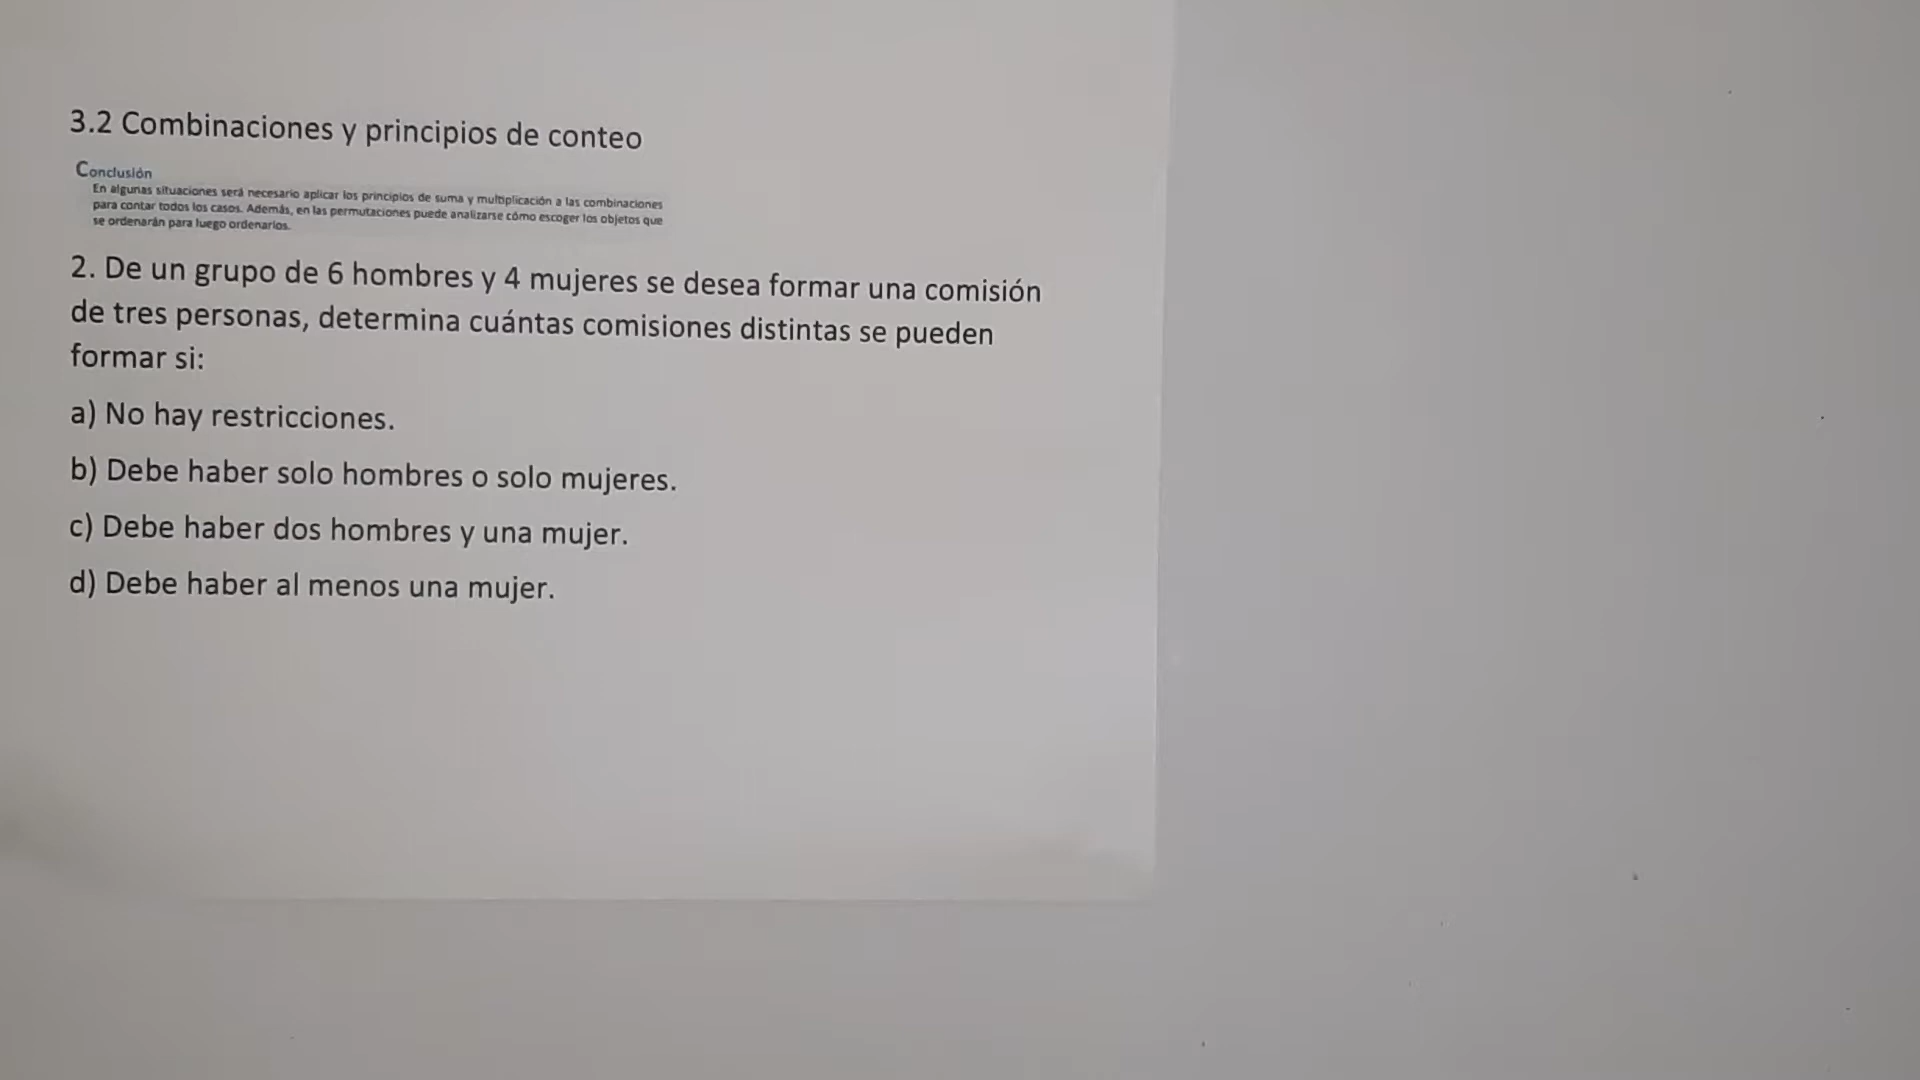 3.2 Combinaciones y principios de conteo
Conclusión
En algunas situaciones será necesario aplicar los principios de suma y multiplicación a las combinaciones
para contar todos los casos. Además, en las permutaciones puede analizarse cómo escoger los objetos que
se ordenarán para luego ordenarlos.
2. De un grupo de 6 hombres y 4 mujeres se desea formar una comisión
de tres personas, determina cuántas comisiones distintas se pueden
formar si:
a) No hay restricciones.
b) Debe haber solo hombres o solo mujeres.
c) Debe haber dos hombres y una mujer.
d) Debe haber al menos una mujer.